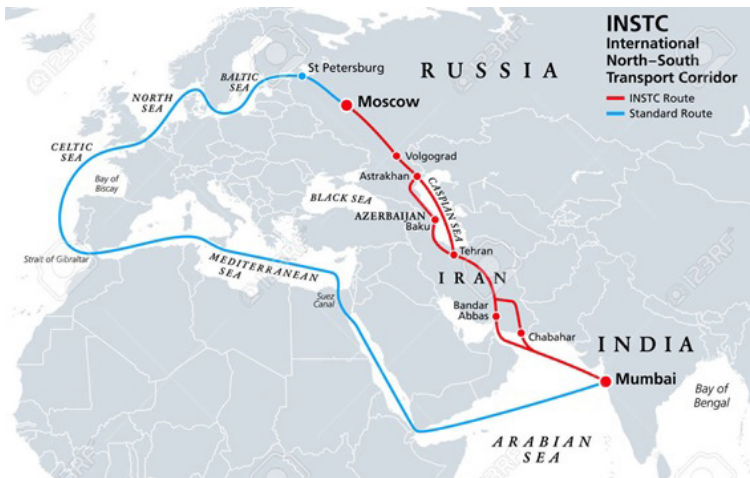 INSTC
International
North–South
Transport Corridor
INSTC Route
Standard Route
St Petersburg
RUSSIA
BALTIC
SEA
Moscow
NORTH
SEA
CELTIC
SEA
Volgograd
Bay of
Biscay
Astrakhan
CASPIAN SEA
BLACK SEA
AZERBAIJAN
Baku
Tehran
Strait of Gibraltar
MEDITERRANEAN
SEA
IRAN
Suez
Canal
Bandar
Abbas
Chabahar
INDIA
Mumbai
Bay of
Bengal
ARABIAN
SEA
123RF